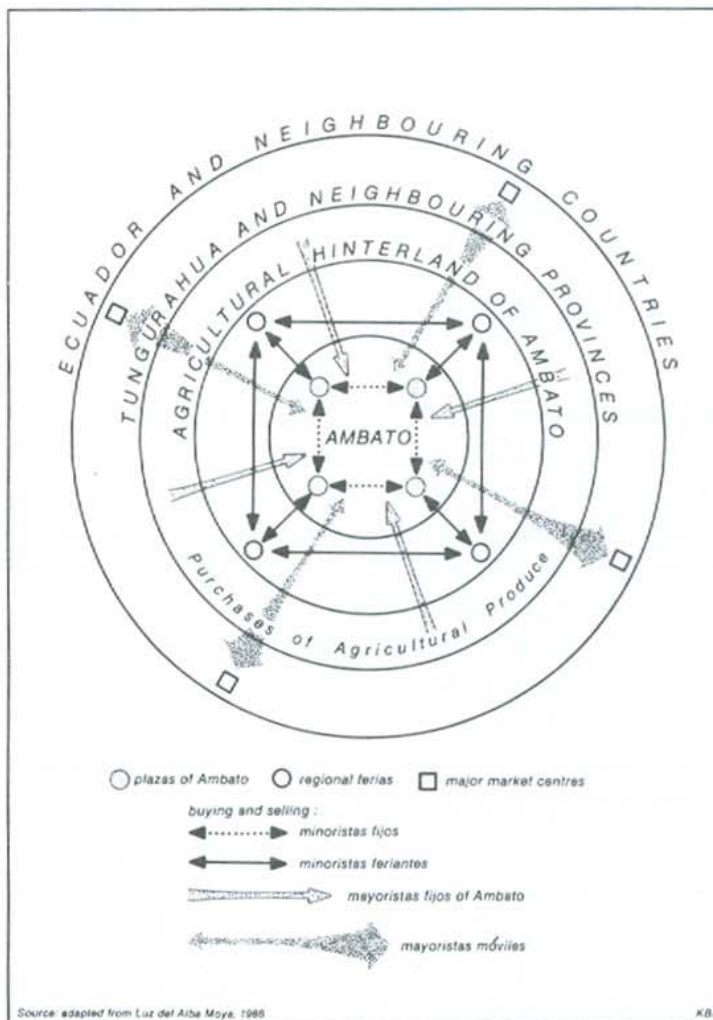 ECUADOR AND NEIGHBOURING COUNTRIES
TUNGURAHUA AND NEIGHBOURING PROVINCES
AGRICULTURAL HINTERLAND OF AMBATO
AMBATO
Purchases of Agricultural Produce
plazas of Ambato regional ferias major market centres
buying and selling :
minoristas fijos
minoristas feriantes
mayoristas fijos of Ambato
mayoristas móviles
Source: adapted from Luz del Alba Moya, 1986